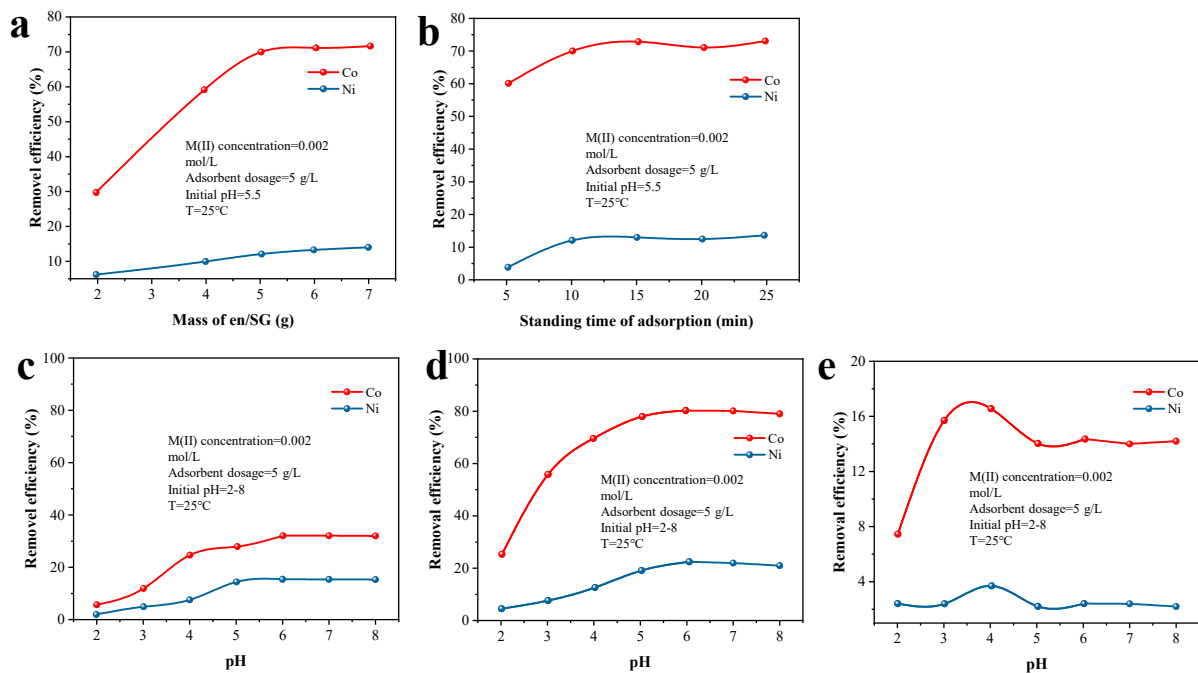 a
80
70
60
50
40
30
20
10
Removel efficiency (%)
Co
Ni
M(II) concentration=0.002
mol/L
Adsorbent dosage=5 g/L
Initial pH=5.5
T=25℃
2 3 4 5 6 7
Mass of en/SG (g)
b
80
70
60
50
40
30
20
10
0
Removel efficiency (%)
Co
Ni
M(II) concentration=0.002
mol/L
Adsorbent dosage=5 g/L
Initial pH=5.5
T=25℃
5 10 15 20 25
Standing time of adsorption (min)
c
100
80
60
40
20
0
Removel efficiency (%)
Co
Ni
M(II) concentration=0.002
mol/L
Adsorbent dosage=5 g/L
Initial pH=2-8
T=25℃
2 3 4 5 6 7 8
pH
d
100
80
60
40
20
0
Removal efficiency (%)
Co
Ni
M(II) concentration=0.002
mol/L
Adsorbent dosage=5 g/L
Initial pH=2-8
T=25℃
2 3 4 5 6 7 8
pH
e
20
16
12
8
4
Removal efficiency (%)
Co
Ni
M(II) concentration=0.002
mol/L
Adsorbent dosage=5 g/L
Initial pH=2-8
T=25℃
2 3 4 5 6 7 8
pH